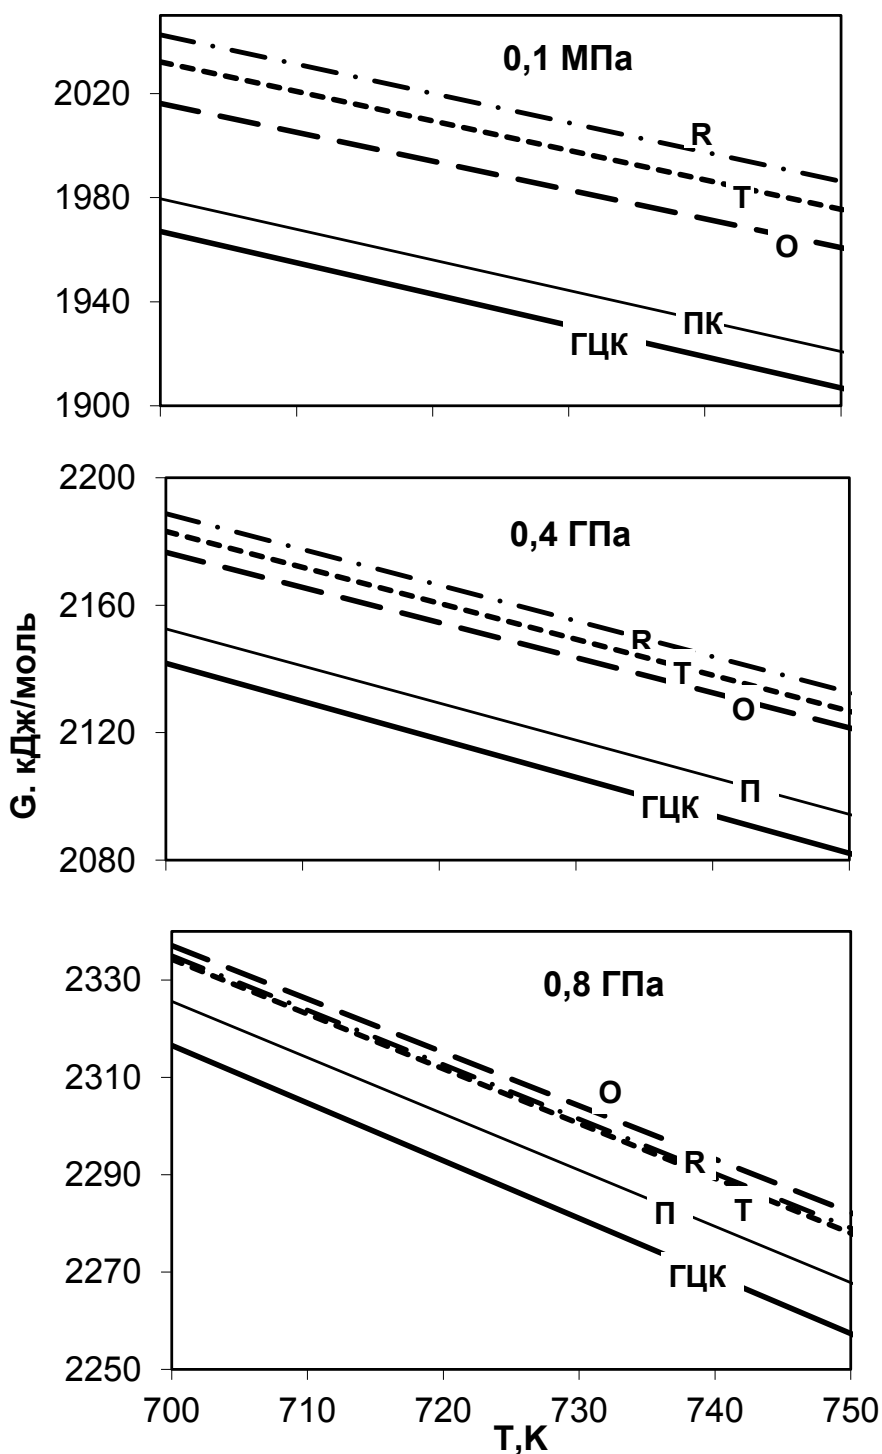 0,1 МПа
2020
1980
1940
1900
R
T
O
ПК
ГЦК
G. кДж/моль
0,4 ГПа
2200
2160
2120
2080
R
T
O
П
ГЦК
0,8 ГПа
2330
2310
2290
2270
2250
O
R
T
П
ГЦК
700 710 720 730 740 750
T,K